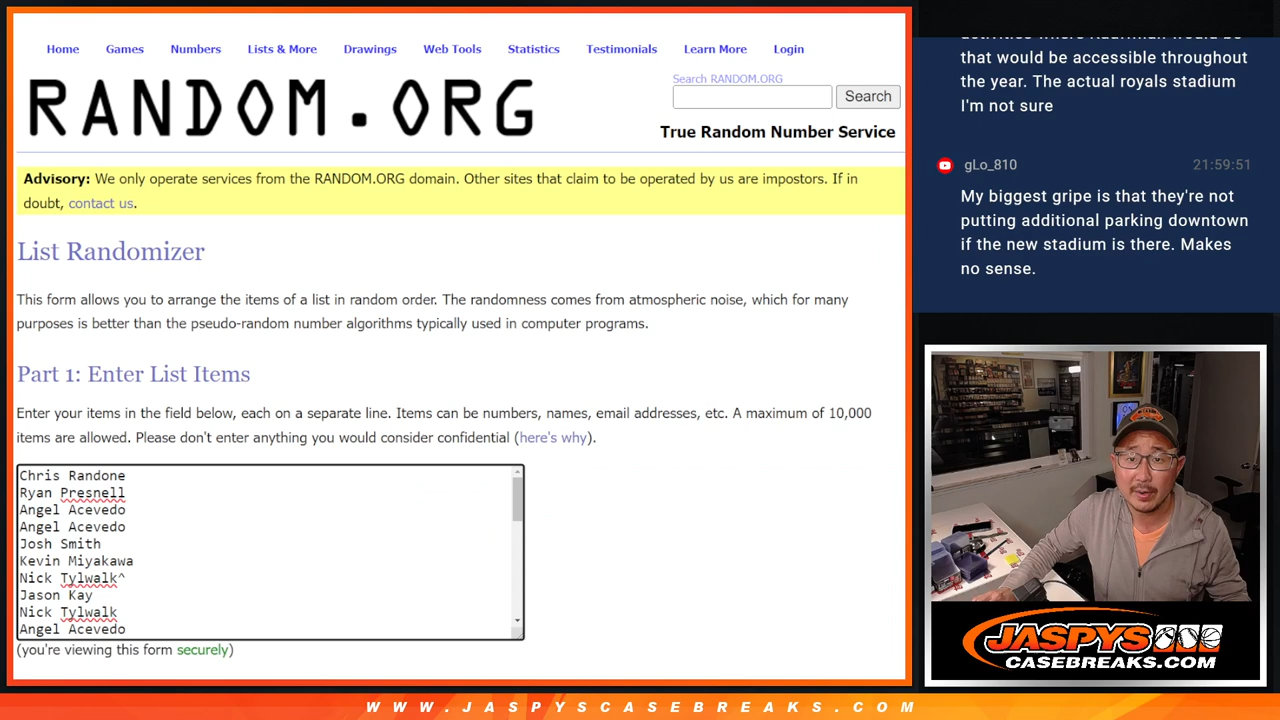 Home Games Numbers Lists & More Drawings Web Tools Statistics Testimonials Learn More Login
RANDOM.ORG
Search RANDOM.ORG
Search
True Random Number Service
Advisory: We only operate services from the RANDOM.ORG domain. Other sites that claim to be operated by us are impostors. If in
doubt, contact us.
List Randomizer
This form allows you to arrange the items of a list in random order. The randomness comes from atmospheric noise, which for many
purposes is better than the pseudo-random number algorithms typically used in computer programs.
Part 1: Enter List Items
Enter your items in the field below, each on a separate line. Items can be numbers, names, email addresses, etc. A maximum of 10,000
items are allowed. Please don't enter anything you would consider confidential (here's why).
Chris Randone
Ryan Presnell
Angel Acevedo
Angel Acevedo
Josh Smith
Kevin Miyakawa
Nick Tylwalk^
Jason Kay
Nick Tylwalk
Angel Acevedo
(you're viewing this form securely)
that would be accessible throughout
the year. The actual royals stadium
I'm not sure
gLo_810 21:59:51
My biggest gripe is that they're not
putting additional parking downtown
if the new stadium is there. Makes
no sense.
JASPYS
CASEBREAKS.COM
WWW.JASPYSCASEBREAKS.COM